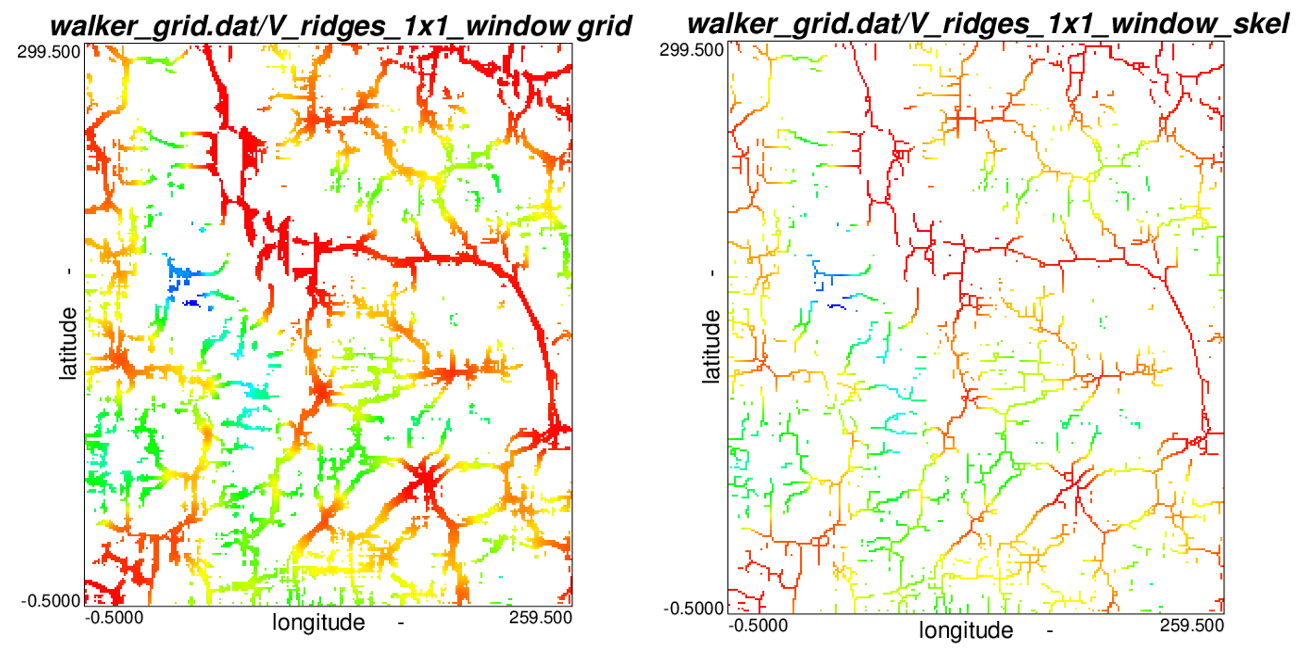 walker_grid.dat/V_ridges_1x1_window grid
299.500
latitude -
-0.5000
-0.5000
longitude -
259.500
walker_grid.dat/V_ridges_1x1_window_skel
299.500
latitude -
-0.5000
-0.5000
longitude -
259.500